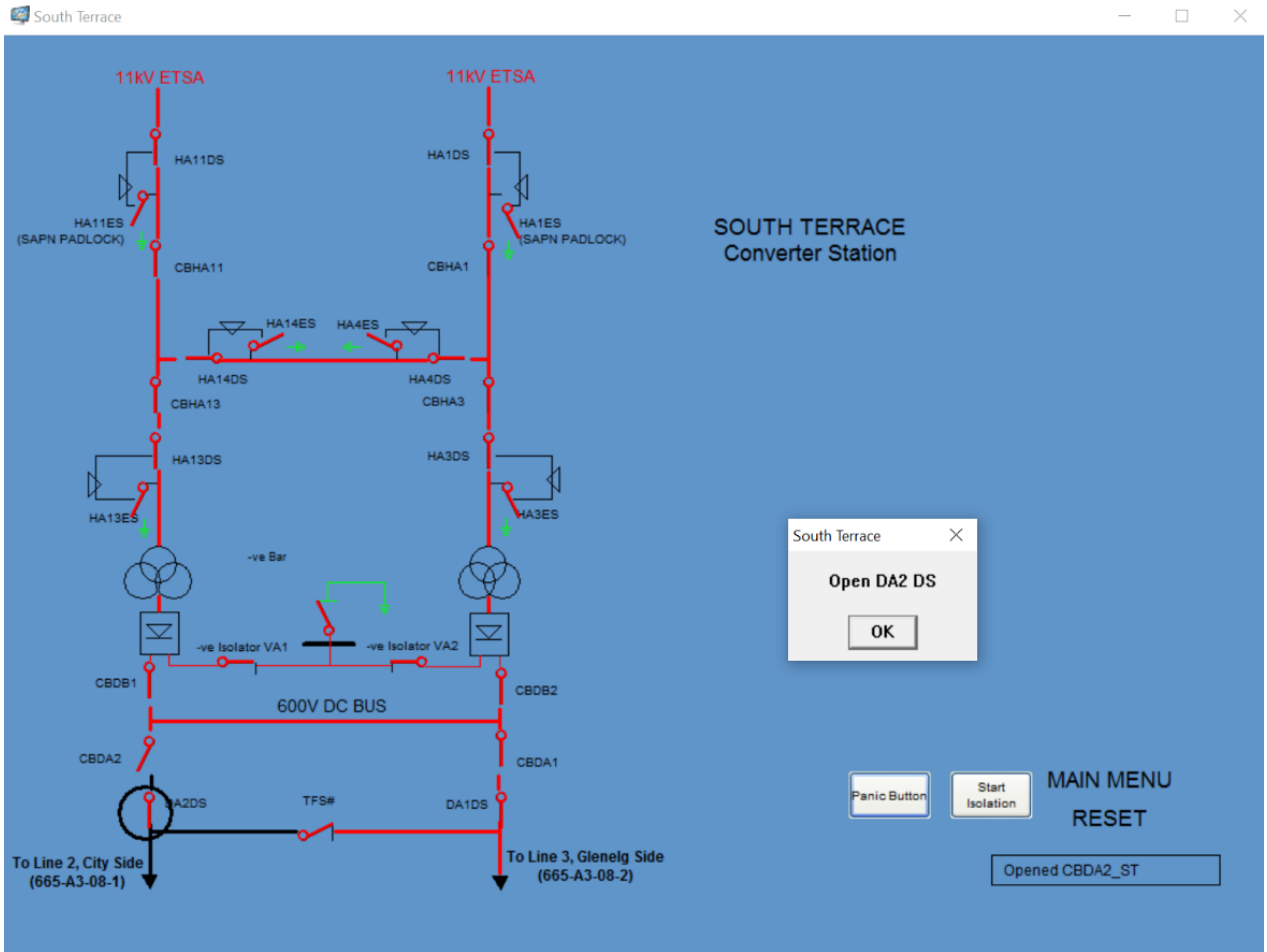 South Terrace
11kV ETSA
11kV ETSA
HA11DS
HA1DS
HA11ES
(SAPN PADLOCK)
HA1ES
(SAPN PADLOCK)
SOUTH TERRACE
Converter Station
CBHA11
CBHA1
HA14ES
HA4ES
HA14DS
HA4DS
CBHA13
CBHA3
HA13DS
HA3DS
HA13ES
HA3ES
-ve Bar
-ve Isolator VA1
-ve Isolator VA2
CBDB1
CBDB2
600V DC BUS
CBDA2
CBDA1
DA2DS
TFS#
DA1DS
To Line 2, City Side
(665-A3-08-1)
To Line 3, Glenelg Side
(665-A3-08-2)
South Terrace
Open DA2 DS
OK
Panic Button
Start
Isolation
MAIN MENU
RESET
Opened CBDA2_ST